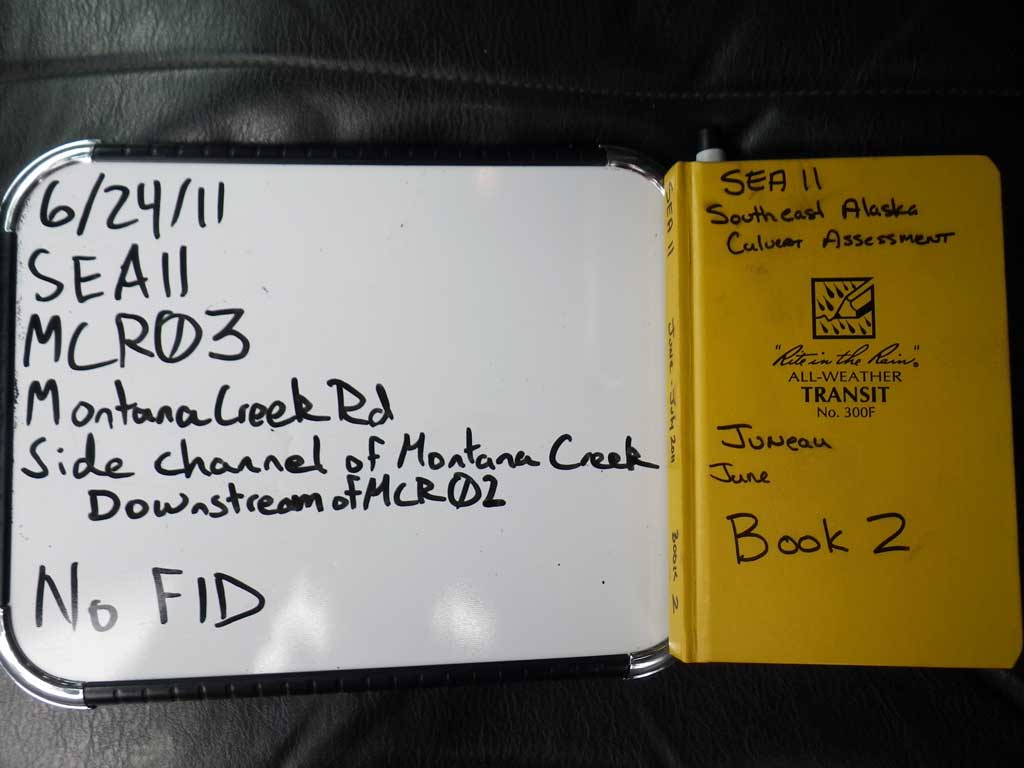 6/24/11
SEA11
MCRØ3
Montana Creek Rd
Side channel of Montana Creek
Downstream of MCRØ2
No FID
SEA 11 June-July 2011 Book 2
SEA 11
Southeast Alaska
Culvert Assessment
"Rite in the Rain"®
ALL-WEATHER
TRANSIT
No. 300F
Juneau
June
Book 2